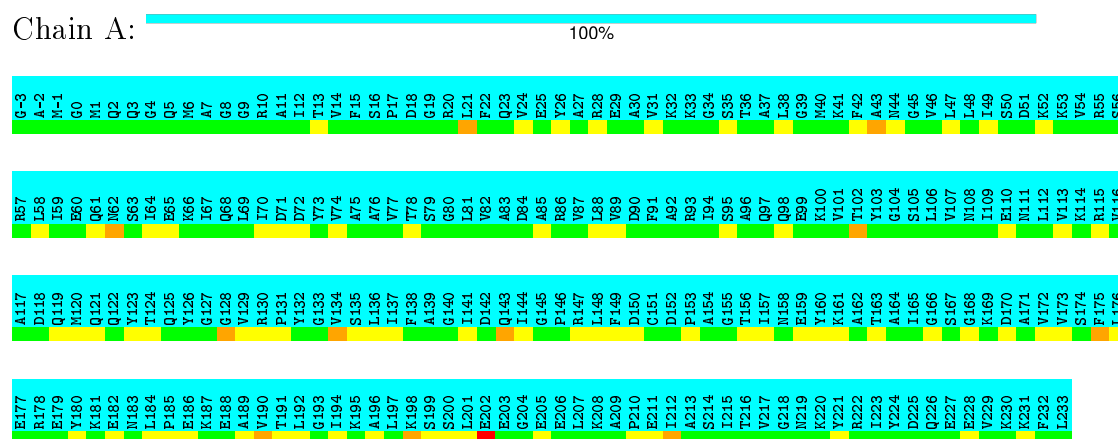 Chain A:
100%
G-3 A-2 M-1 G0 M1 Q2 Q3 G4 Q5 M6 A7 G8 G9 R10 A11 I12 T13 V14 F15 S16 P17 D18 G19 R20 L21 F22 Q23 V24 E25 Y26 A27 R28 E29 A30 V31 K32 K33 G34 S35 T36 A37 L38 G39 M40 K41 F42 A43 N44 G45 V46 L47 L48 I49 S50 D51 K52 K53 V54 R55 S56
R57 L58 I59 E60 Q61 N62 S63 I64 E65 K66 I67 Q68 L69 I70 D71 D72 Y73 V74 A75 A76 V77 T78 S79 G80 L81 V82 A83 D84 A85 R86 V87 L88 V89 D90 F91 A92 R93 I94 S95 A96 Q97 Q98 E99 K100 V101 T102 Y103 G104 S105 L106 V107 N108 I109 E110 N111 L112 V113 K114 R115 V116
A117 D118 Q119 M120 Q121 Q122 Y123 T124 Q125 Y126 G127 G128 V129 R130 P131 Y132 G133 V134 S135 L136 I137 F138 A139 G140 I141 D142 Q143 I144 G145 P146 R147 L148 F149 D150 C151 D152 P153 A154 G155 T156 I157 N158 E159 Y160 K161 A162 T163 A164 I165 G166 S167 G168 K169 D170 A171 V172 V173 S174 F175 I176
E177 R178 E179 Y180 K181 E182 N183 L184 P185 E186 K187 E188 A189 V190 T191 L192 G193 I194 K195 A196 L197 K198 S199 S200 L201 E202 E203 G204 E205 E206 L207 K208 A209 P210 E211 I212 A213 S214 I215 T216 V217 G218 N219 K220 Y221 R222 I223 Y224 D225 Q226 E227 E228 V229 K230 K231 F232 L233